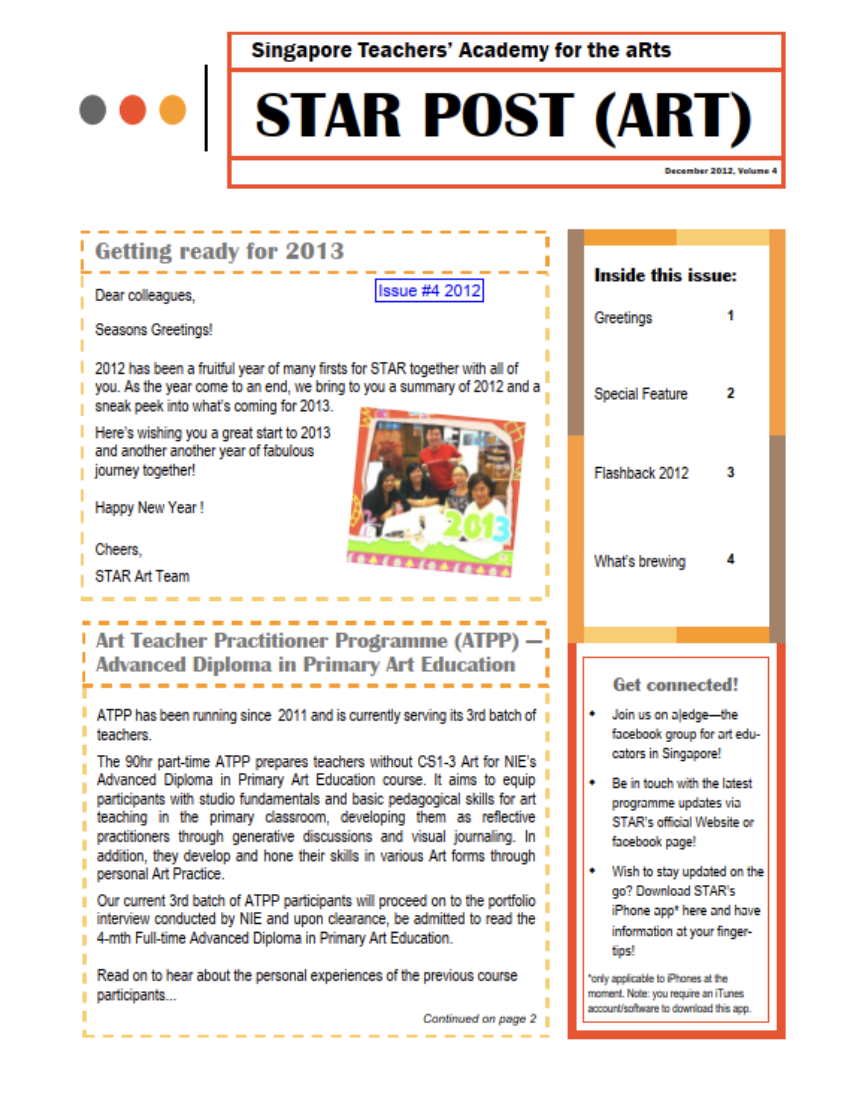 Singapore Teachers' Academy for the aRts
STAR POST (ART)
December 2012, Volume 4
Getting ready for 2013
Issue #4 2012
Dear colleagues,
Seasons Greetings!
2012 has been a fruitful year of many firsts for STAR together with all of
you. As the year come to an end, we bring to you a summary of 2012 and a
sneak peek into what's coming for 2013.
Here's wishing you a great start to 2013
and another another year of fabulous
journey together!
Happy New Year !
Cheers,
STAR Art Team
2013
Art Teacher Practitioner Programme (ATPP) —
Advanced Diploma in Primary Art Education
ATPP has been running since 2011 and is currently serving its 3rd batch of
teachers.
The 90hr part-time ATPP prepares teachers without CS1-3 Art for NIE's
Advanced Diploma in Primary Art Education course. It aims to equip
participants with studio fundamentals and basic pedagogical skills for art
teaching in the primary classroom, developing them as reflective
practitioners through generative discussions and visual journaling. In
addition, they develop and hone their skills in various Art forms through
personal Art Practice.
Our current 3rd batch of ATPP participants will proceed on to the portfolio
interview conducted by NIE and upon clearance, be admitted to read the
4-mth Full-time Advanced Diploma in Primary Art Education.
Read on to hear about the personal experiences of the previous course
participants...
Continued on page 2
Inside this issue:
Greetings 1
Special Feature 2
Flashback 2012 3
What's brewing 4
Get connected!
Join us on a|edge—the
facebook group for art edu-
cators in Singapore!
Be in touch with the latest
programme updates via
STAR's official Website or
facebook page!
Wish to stay updated on the
go? Download STAR's
iPhone app* here and have
information at your finger-
tips!
*only applicable to iPhones at the
moment. Note: you require an iTunes
account/software to download this app.